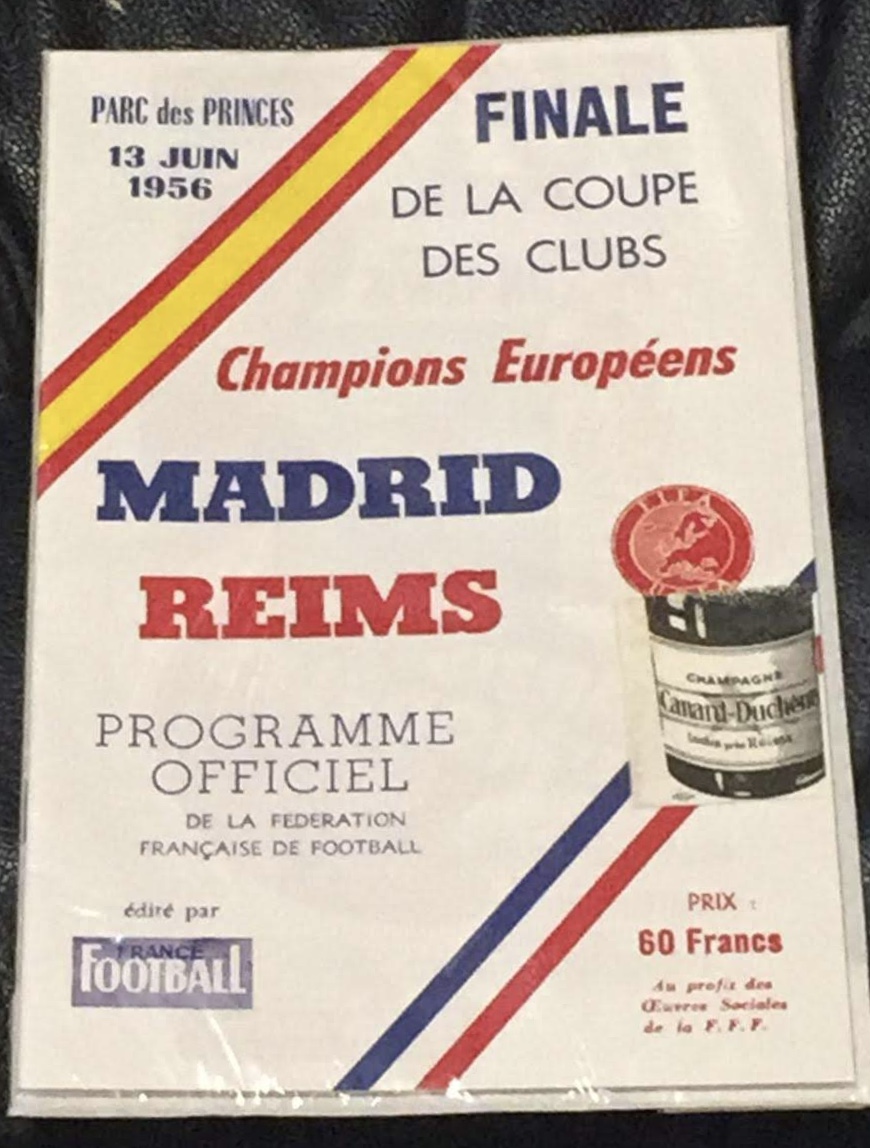 PARC des PRINCES
13 JUIN
1956
FINALE
DE LA COUPE
DES CLUBS
Champions Européens
MADRID
REIMS
CHAMPAGNE
Canard-Duchêne
PROGRAMME
OFFICIEL
DE LA FEDERATION
FRANÇAISE DE FOOTBALL
édité par
FRANCE
FOOTBALL
PRIX :
60 Francs
Au profit des
Œuvres Sociales
de la F. F. F.